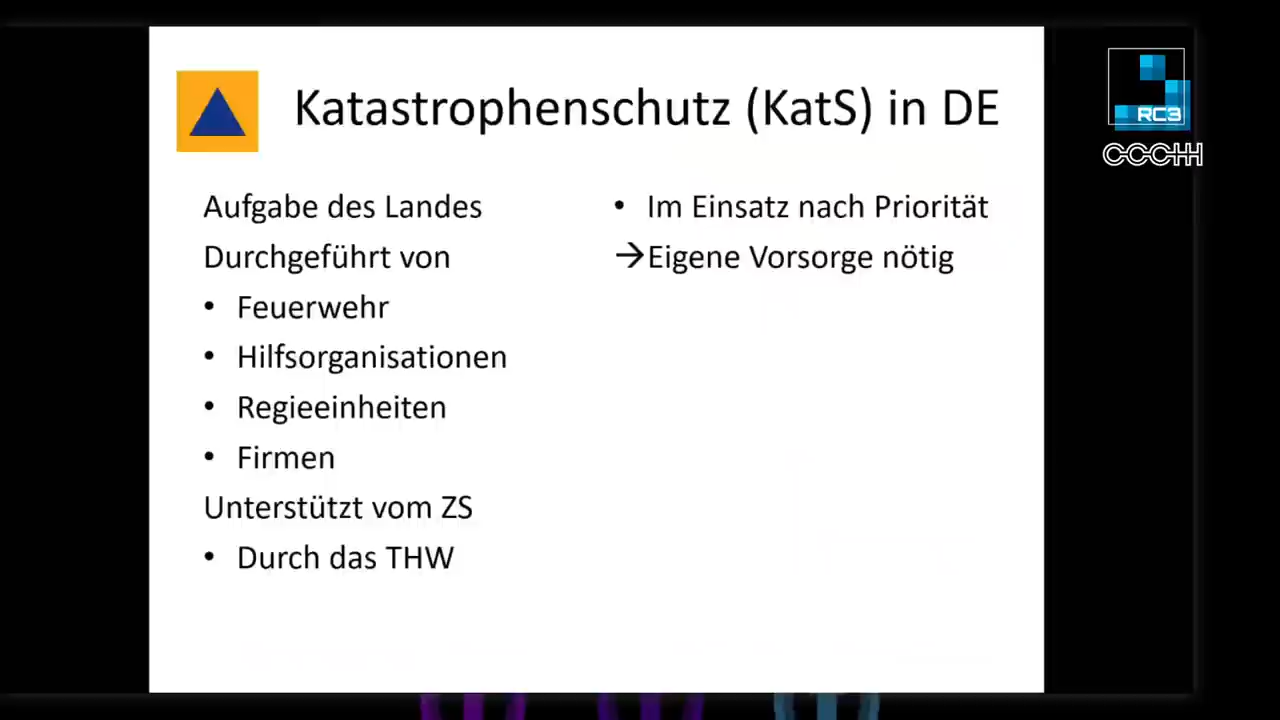 Katastrophenschutz (KatS) in DE
Aufgabe des Landes
Durchgeführt von
• Feuerwehr
• Hilfsorganisationen
• Regieeinheiten
• Firmen
Unterstützt vom ZS
• Durch das THW
• Im Einsatz nach Priorität
→Eigene Vorsorge nötig
RC3
CCCHH